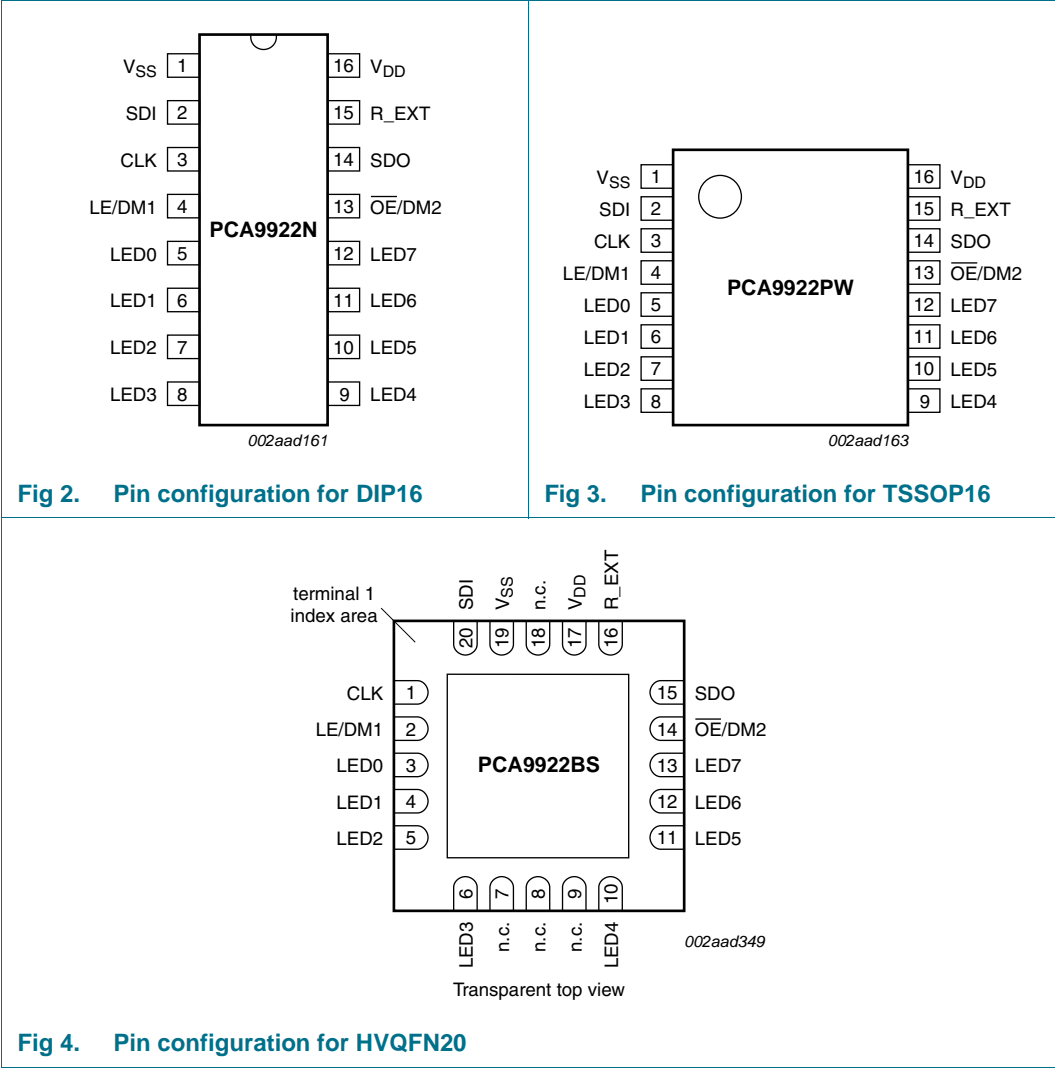 VSS 1 16 VDD
SDI 2 15 R_EXT
CLK 3 14 SDO
LE/DM1 4 13 O̅E̅/DM2
PCA9922N
LED0 5 12 LED7
LED1 6 11 LED6
LED2 7 10 LED5
LED3 8 9 LED4
002aad161
Fig 2. Pin configuration for DIP16
VSS 1 16 VDD
SDI 2 15 R_EXT
CLK 3 14 SDO
LE/DM1 4 13 O̅E̅/DM2
PCA9922PW
LED0 5 12 LED7
LED1 6 11 LED6
LED2 7 10 LED5
LED3 8 9 LED4
002aad163
Fig 3. Pin configuration for TSSOP16
terminal 1
index area
SDI VSS n.c. VDD R_EXT
20 19 18 17 16
CLK 1 15 SDO
LE/DM1 2 14 O̅E̅/DM2
LED0 3 PCA9922BS 13 LED7
LED1 4 12 LED6
LED2 5 11 LED5
6 7 8 9 10
LED3 n.c. n.c. n.c. LED4
002aad349
Transparent top view
Fig 4. Pin configuration for HVQFN20